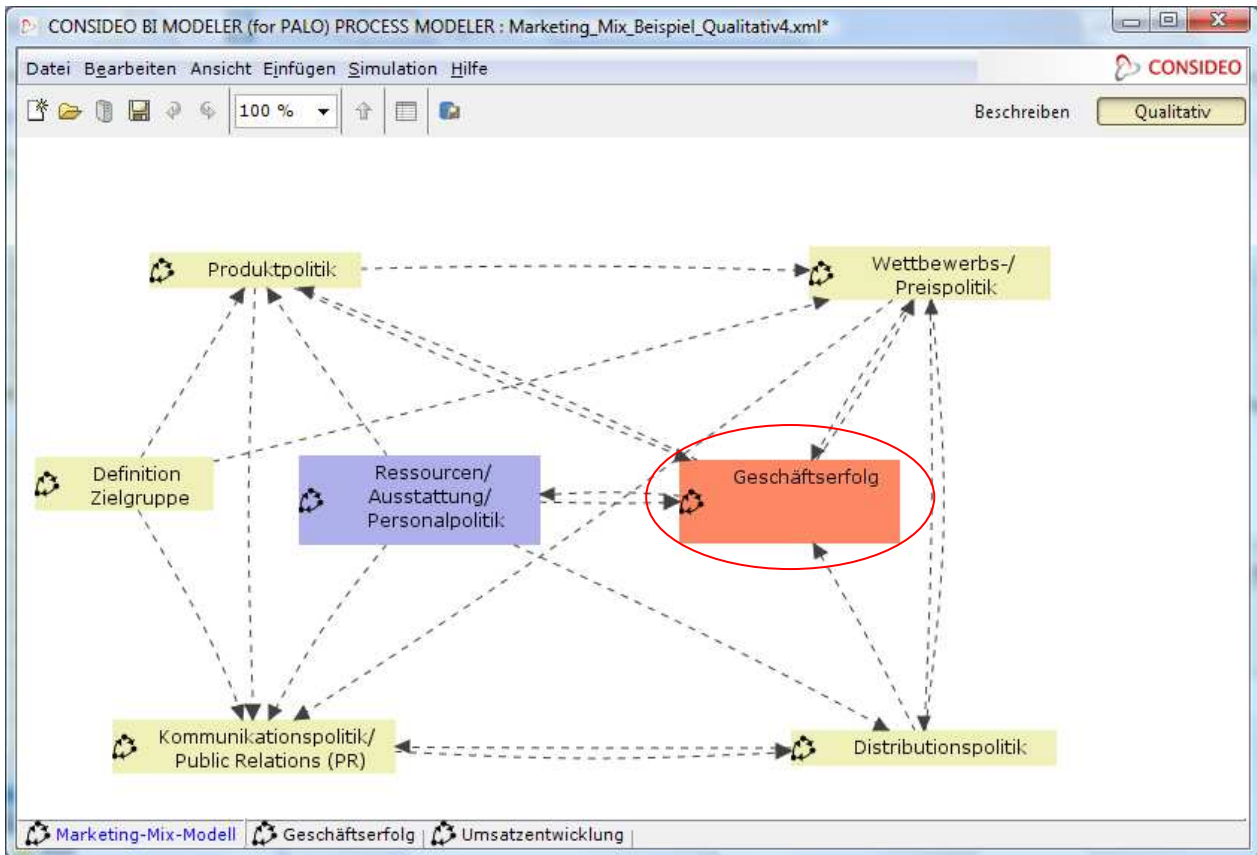 CONSIDEO BI MODELER (for PALO) PROCESS MODELER : Marketing_Mix_Beispiel_Qualitativ4.xml*
Datei Bearbeiten Ansicht Einfügen Simulation Hilfe
CONSIDEO
100 %
Beschreiben
Qualitativ
Produktpolitik
Wettbewerbs-/
Preispolitik
Definition
Zielgruppe
Ressourcen/
Ausstattung/
Personalpolitik
Geschäftserfolg
Kommunikationspolitik/
Public Relations (PR)
Distributionspolitik
Marketing-Mix-Modell Geschäftserfolg Umsatzentwicklung